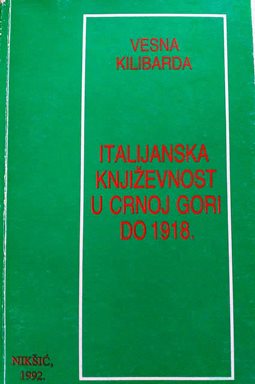 VESNA
KILIBARDA
ITALIJANSKA
KNJIŽEVNOST
U CRNOJ GORI
DO 1918.
NIKŠIĆ,
1992.